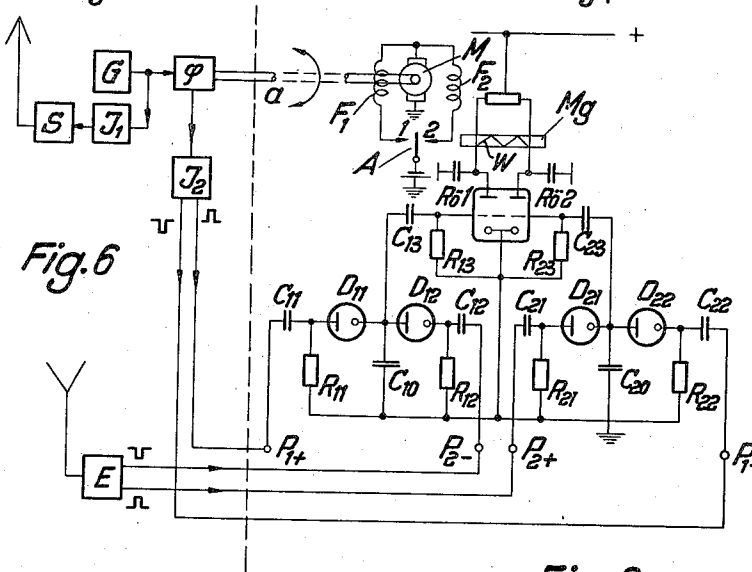 +
G
φ
a
M
F1
F2
Mg
S
J1
1 2
A
W
J2
Rö1
Rö2
Fig.6
C13
R13
R23
C23
C11
D11
D12
C12
C21
D21
D22
C22
R11
C10
R12
R21
C20
R22
P1+
P2-
P2+
E